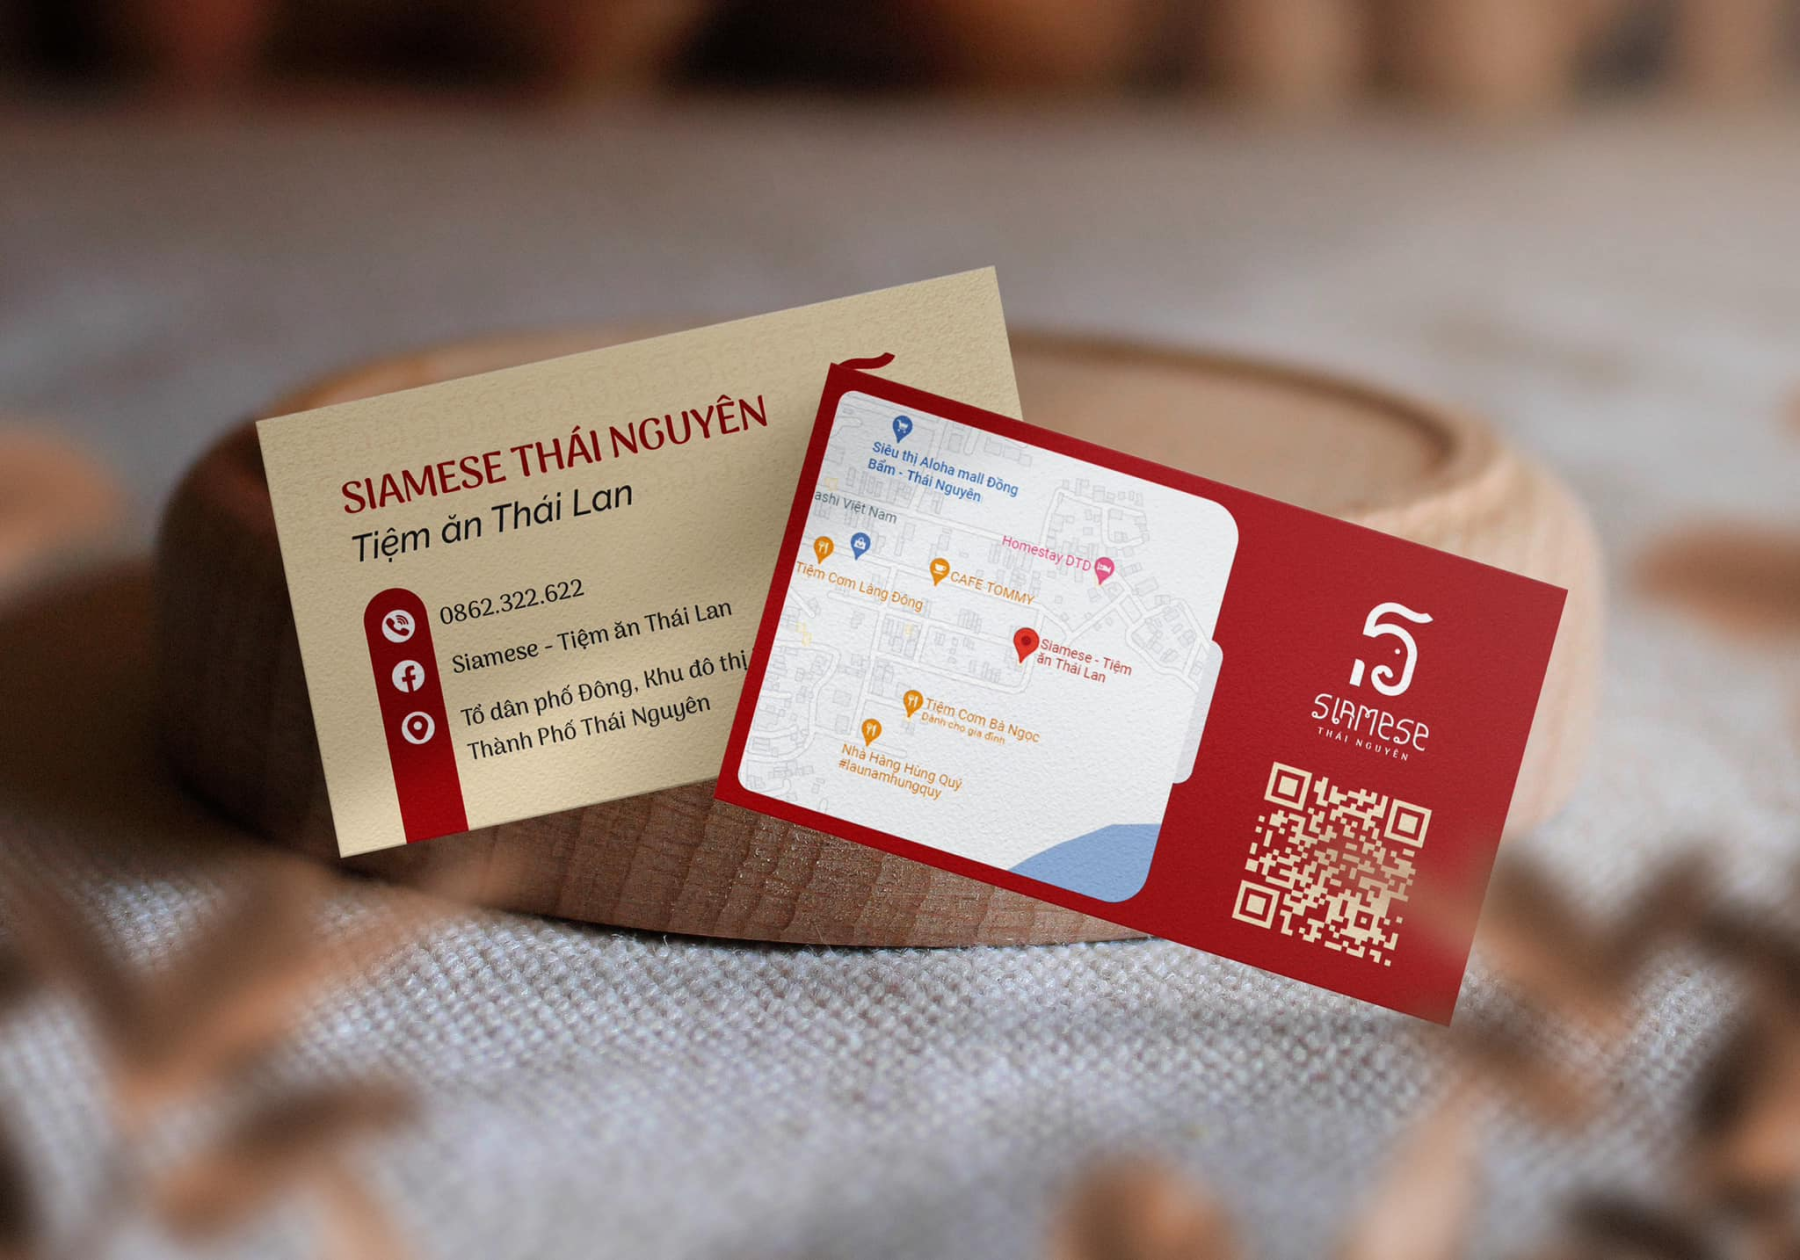 SIAMESE THÁI NGUYÊN
Tiệm ăn Thái Lan
0862.322.622
Siamese - Tiệm ăn Thái Lan
Tổ dân phố Đông, Khu đô thị
Thành Phố Thái Nguyên
Siêu thị Aloha mall Đồng
Bẩm - Thái Nguyên
ashi Việt Nam
Homestay DTD
Tiệm Cơm Làng Đông
CAFE TOMMY
Siamese - Tiệm
ăn Thái Lan
Tiệm Cơm Bà Ngọc
Dành cho gia đình
Nhà Hàng Hùng Quý
#launamhungquy
SIAMESE
THÁI NGUYÊN